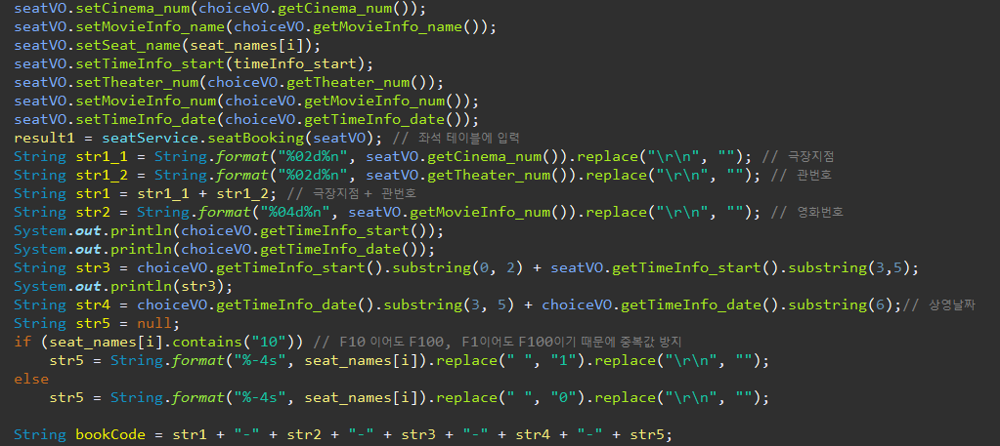 seatVO.setCinema_num(choiceVO.getCinema_num());
seatVO.setMovieInfo_name(choiceVO.getMovieInfo_name());
seatVO.setSeat_name(seat_names[i]);
seatVO.setTimeInfo_start(timeInfo_start);
seatVO.setTheater_num(choiceVO.getTheater_num());
seatVO.setMovieInfo_num(choiceVO.getMovieInfo_num());
seatVO.setTimeInfo_date(choiceVO.getTimeInfo_date());
result1 = seatService.seatBooking(seatVO); // 좌석 테이블에 입력
String str1_1 = String.format("%02d%n", seatVO.getCinema_num()).replace("\r\n", ""); // 극장지점
String str1_2 = String.format("%02d%n", seatVO.getTheater_num()).replace("\r\n", ""); // 관번호
String str1 = str1_1 + str1_2; // 극장지점 + 관번호
String str2 = String.format("%04d%n", seatVO.getMovieInfo_num()).replace("\r\n", ""); // 영화번호
System.out.println(choiceVO.getTimeInfo_start());
System.out.println(choiceVO.getTimeInfo_date());
String str3 = choiceVO.getTimeInfo_start().substring(0, 2) + seatVO.getTimeInfo_start().substring(3,5);
System.out.println(str3);
String str4 = choiceVO.getTimeInfo_date().substring(3, 5) + choiceVO.getTimeInfo_date().substring(6);// 상영날짜
String str5 = null;
if (seat_names[i].contains("10")) // F10 이어도 F100, F1이어도 F100이기 때문에 중복값 방지
    str5 = String.format("%-4s", seat_names[i]).replace(" ", "1").replace("\r\n", "");
else
    str5 = String.format("%-4s", seat_names[i]).replace(" ", "0").replace("\r\n", "");
String bookCode = str1 + "-" + str2 + "-" + str3 + "-" + str4 + "-" + str5;